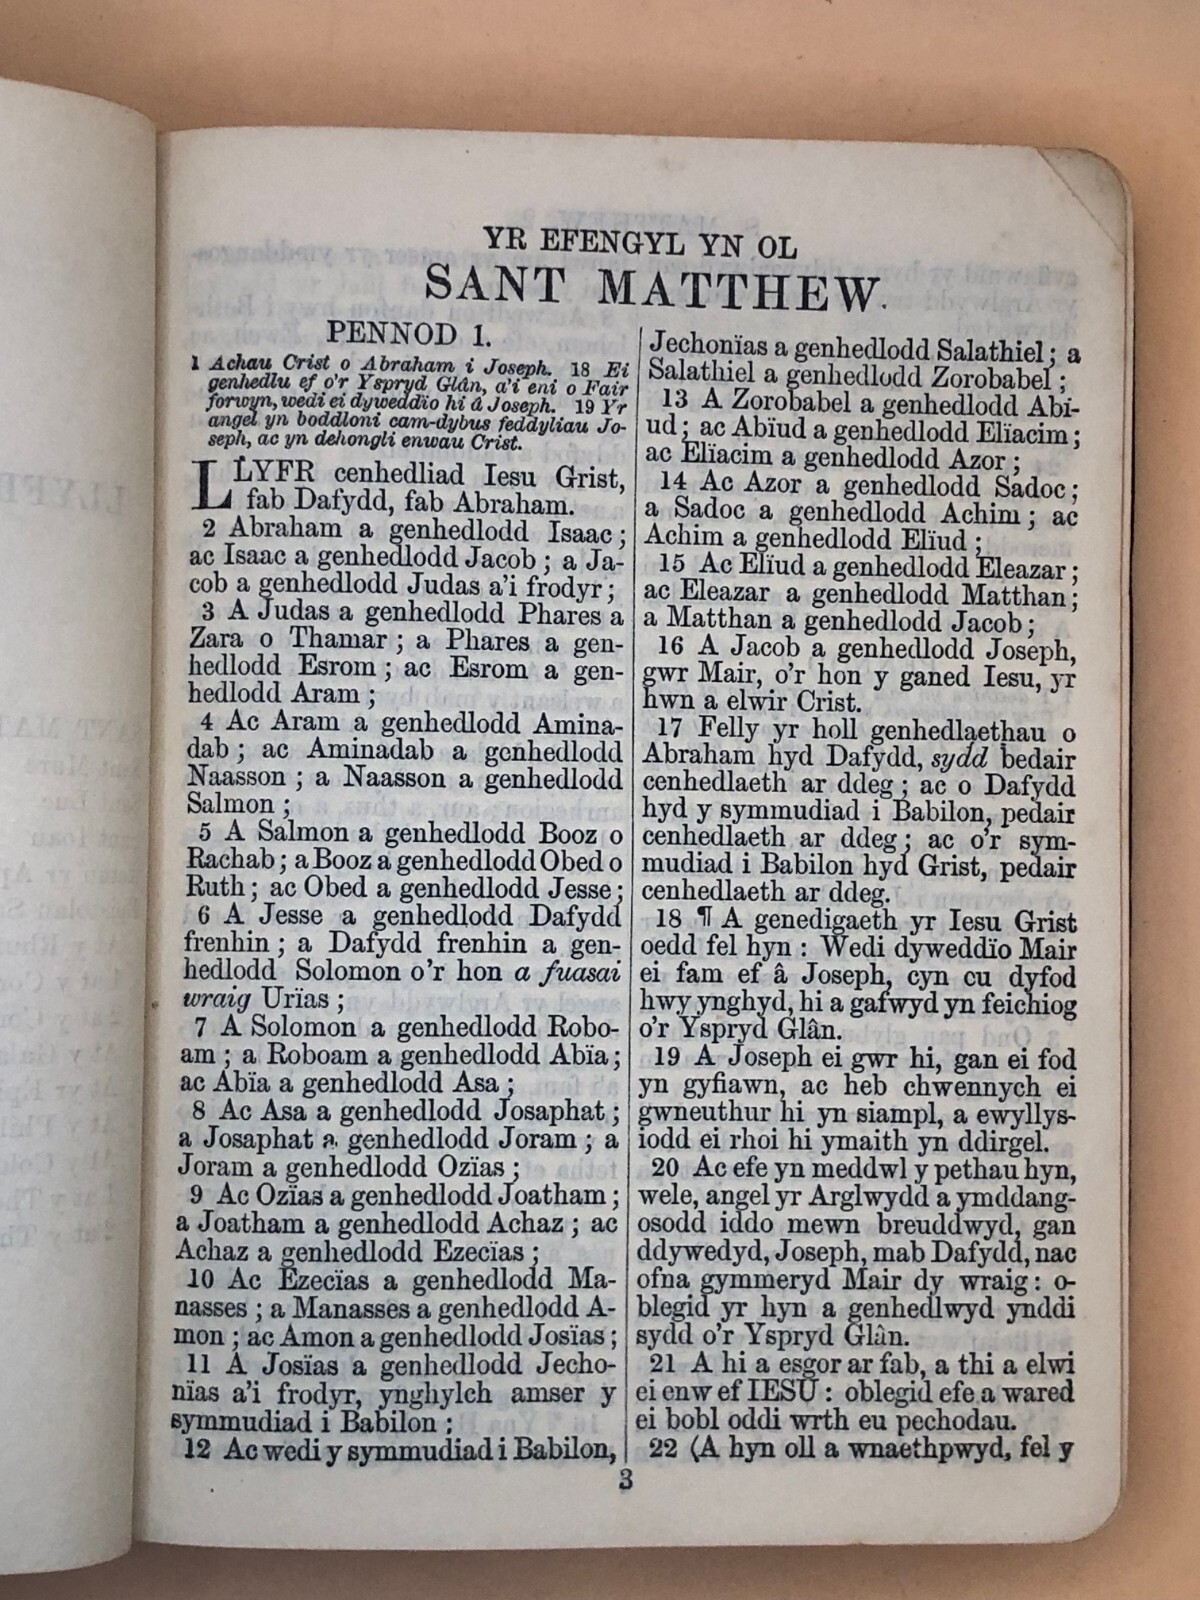 YR EFENGYL YN OL
SANT MATTHEW.
PENNOD 1.
1 Achau Crist o Abraham i Joseph. 18 Ei
genhedlu ef o'r Yspryd Glân, a'i eni o Fair
forwyn, wedi ei dyweddïo hi â Joseph. 19 Yr
angel yn boddloni cam-dybus feddyliau Jo-
seph, ac yn dehongli enwau Crist.
LLYFR cenhedliad Iesu Grist,
fab Dafydd, fab Abraham.
2 Abraham a genhedlodd Isaac;
ac Isaac a genhedlodd Jacob; a Ja-
cob a genhedlodd Judas a'i frodyr;
3 A Judas a genhedlodd Phares a
Zara o Thamar; a Phares a gen-
hedlodd Esrom; ac Esrom a gen-
hedlodd Aram;
4 Ac Aram a genhedlodd Amina-
dab; ac Aminadab a genhedlodd
Naasson; a Naasson a genhedlodd
Salmon;
5 A Salmon a genhedlodd Booz o
Rachab; a Booz a genhedlodd Obed o
Ruth; ac Obed a genhedlodd Jesse;
6 A Jesse a genhedlodd Dafydd
frenhin; a Dafydd frenhin a gen-
hedlodd Solomon o'r hon a fuasai
wraig Urïas;
7 A Solomon a genhedlodd Robo-
am; a Roboam a genhedlodd Abïa;
ac Abïa a genhedlodd Asa;
8 Ac Asa a genhedlodd Josaphat;
a Josaphat a genhedlodd Joram; a
Joram a genhedlodd Ozïas;
9 Ac Ozïas a genhedlodd Joatham;
a Joatham a genhedlodd Achaz; ac
Achaz a genhedlodd Ezecïas;
10 Ac Ezecïas a genhedlodd Ma-
nasses; a Manasses a genhedlodd A-
mon; ac Amon a genhedlodd Josïas;
11 A Josïas a genhedlodd Jecho-
nïas a'i frodyr, ynghylch amser y
symmudiad i Babilon:
12 Ac wedi y symmudiad i Babilon,
Jechonïas a genhedlodd Salathiel; a
Salathiel a genhedlodd Zorobabel;
13 A Zorobabel a genhedlodd Abi-
ud; ac Abïud a genhedlodd Elïacim;
ac Elïacim a genhedlodd Azor;
14 Ac Azor a genhedlodd Sadoc;
a Sadoc a genhedlodd Achim; ac
Achim a genhedlodd Elïud;
15 Ac Elïud a genhedlodd Eleazar;
ac Eleazar a genhedlodd Matthan;
a Matthan a genhedlodd Jacob;
16 A Jacob a genhedlodd Joseph,
gwr Mair, o'r hon y ganed Iesu, yr
hwn a elwir Crist.
17 Felly yr holl genhedlaethau o
Abraham hyd Dafydd, sydd bedair
cenhedlaeth ar ddeg; ac o Dafydd
hyd y symmudiad i Babilon, pedair
cenhedlaeth ar ddeg; ac o'r sym-
mudiad i Babilon hyd Grist, pedair
cenhedlaeth ar ddeg.
18 ¶ A genedigaeth yr Iesu Grist
oedd fel hyn: Wedi dyweddïo Mair
ei fam ef â Joseph, cyn cu dyfod
hwy ynghyd, hi a gafwyd yn feichiog
o'r Yspryd Glân.
19 A Joseph ei gwr hi, gan ei fod
yn gyfiawn, ac heb chwennych ei
gwneuthur hi yn siampl, a ewyllys-
iodd ei rhoi hi ymaith yn ddirgel.
20 Ac efe yn meddwl y pethau hyn,
wele, angel yr Arglwydd a ymddang-
osodd iddo mewn breuddwyd, gan
ddywedyd, Joseph, mab Dafydd, nac
ofna gymmeryd Mair dy wraig: o-
blegid yr hyn a genhedlwyd ynddi
sydd o'r Yspryd Glân.
21 A hi a esgor ar fab, a thi a elwi
ei enw ef IESU: oblegid efe a wared
ei bobl oddi wrth eu pechodau.
22 (A hyn oll a wnaethpwyd, fel y
3